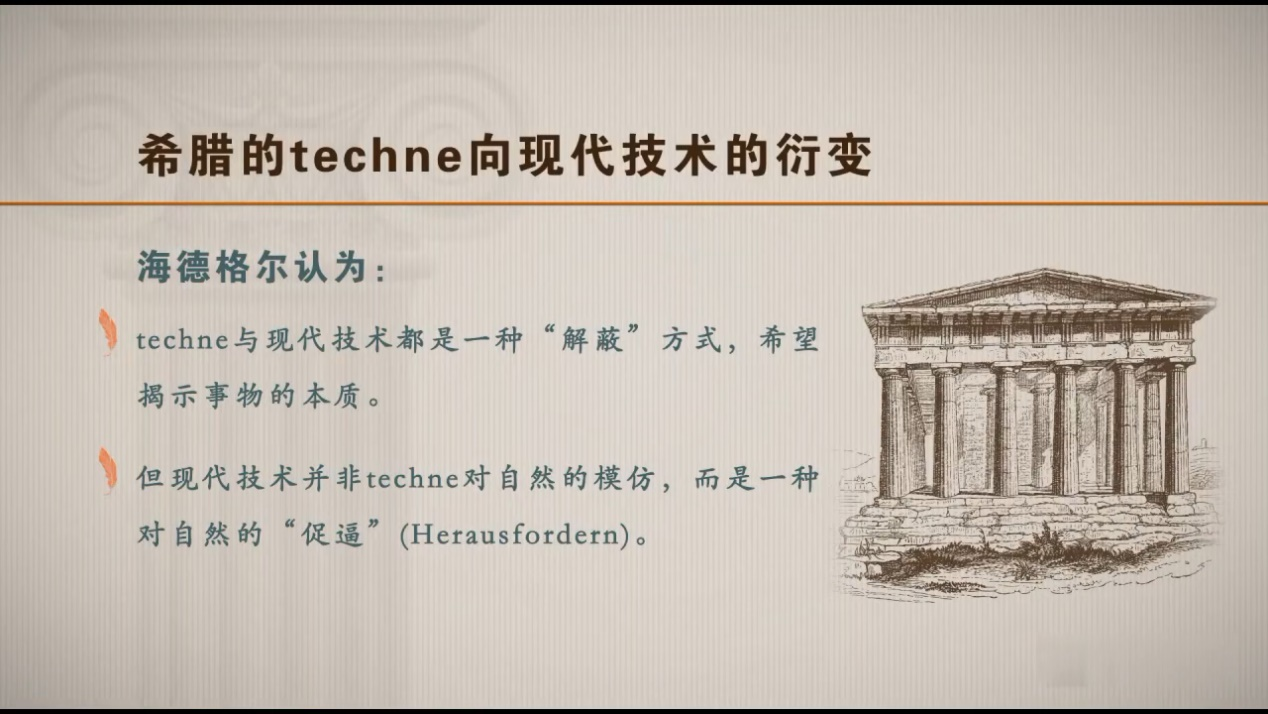 希腊的techne向现代技术的衍变
海德格尔认为：
techne与现代技术都是一种“解蔽”方式，希望
揭示事物的本质。
但现代技术并非techne对自然的模仿，而是一种
对自然的“促逼”(Herausfordern)。